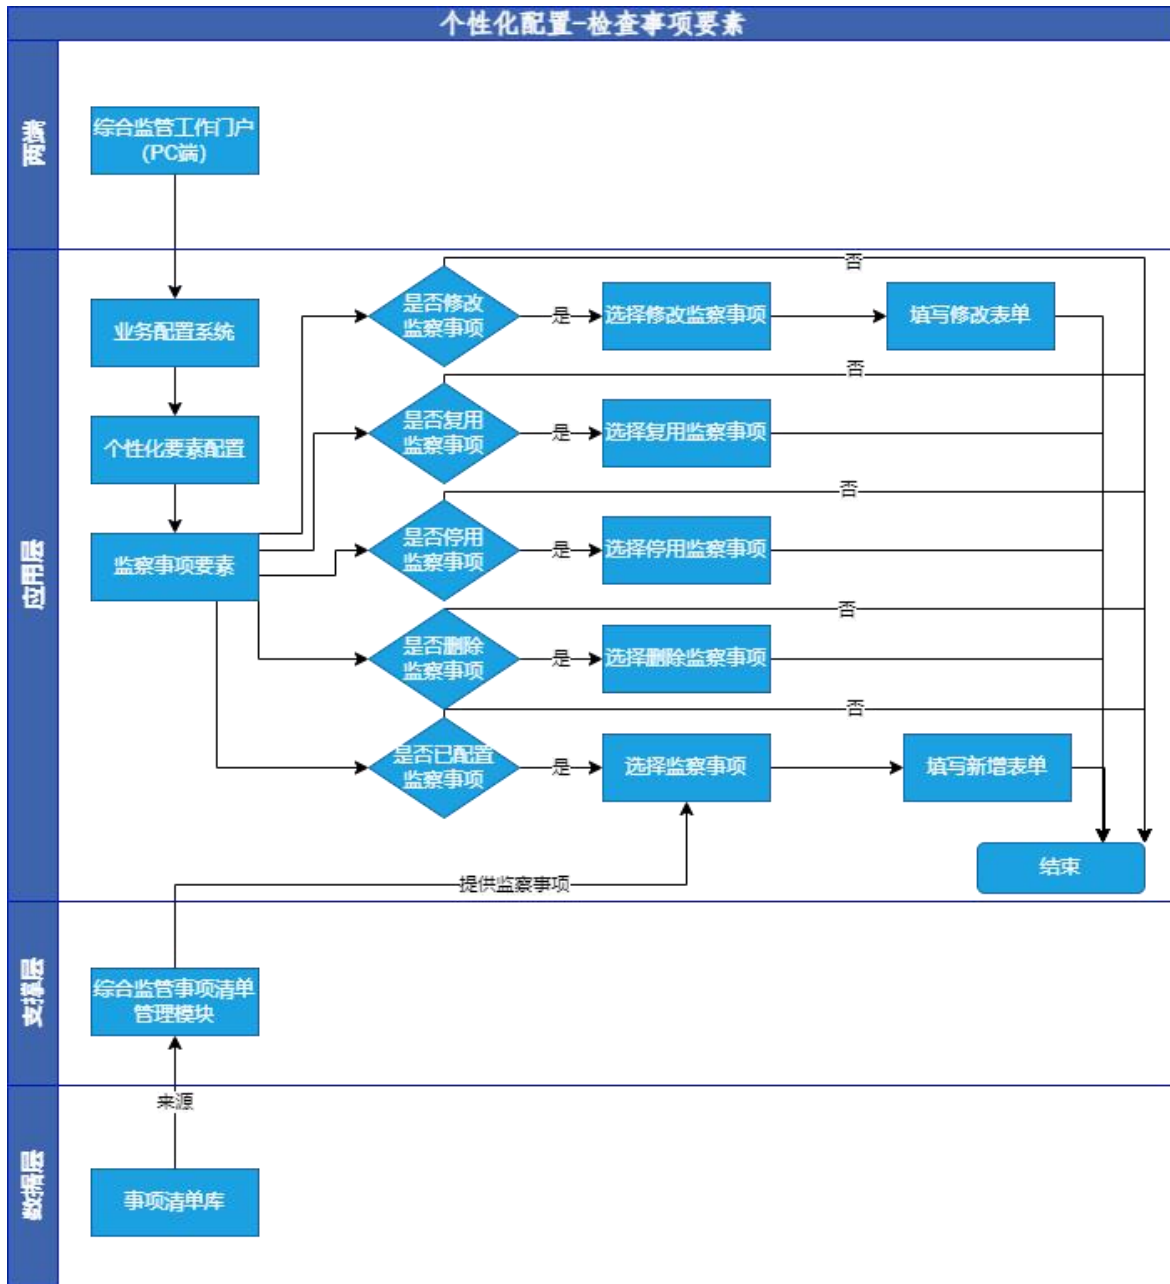 个性化配置-检查事项要素
两端
综合监管工作门户
(PC端)
应用层
业务配置系统
个性化要素配置
监察事项要素
否
是否修改
监察事项
是
选择修改监察事项
填写修改表单
否
是否复用
监察事项
是
选择复用监察事项
否
是否停用
监察事项
是
选择停用监察事项
否
是否删除
监察事项
是
选择删除监察事项
否
是否已配置
监察事项
是
选择监察事项
填写新增表单
结束
提供监察事项
支撑层
综合监管事项清单
管理模块
来源
数据层
事项清单库